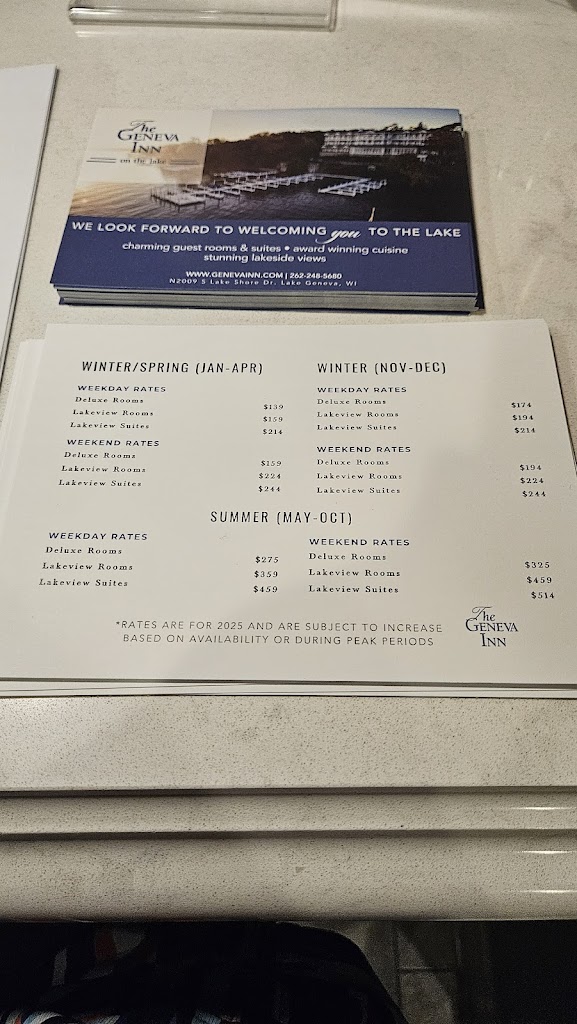 The
GENEVA
INN
on the lake
WE LOOK FORWARD TO WELCOMING you TO THE LAKE
charming guest rooms & suites • award winning cuisine
stunning lakeside views
WWW.GENEVAINN.COM | 262-248-5680
N2009 S Lake Shore Dr. Lake Geneva, WI
WINTER/SPRING (JAN-APR)
WEEKDAY RATES
Deluxe Rooms $139
Lakeview Rooms $159
Lakeview Suites $214
WEEKEND RATES
Deluxe Rooms $159
Lakeview Rooms $224
Lakeview Suites $244
WINTER (NOV-DEC)
WEEKDAY RATES
Deluxe Rooms $174
Lakeview Rooms $194
Lakeview Suites $214
WEEKEND RATES
Deluxe Rooms $194
Lakeview Rooms $224
Lakeview Suites $244
SUMMER (MAY-OCT)
WEEKDAY RATES
Deluxe Rooms $275
Lakeview Rooms $359
Lakeview Suites $459
WEEKEND RATES
Deluxe Rooms $325
Lakeview Rooms $459
Lakeview Suites $514
*RATES ARE FOR 2025 AND ARE SUBJECT TO INCREASE
BASED ON AVAILABILITY OR DURING PEAK PERIODS
The
GENEVA
INN